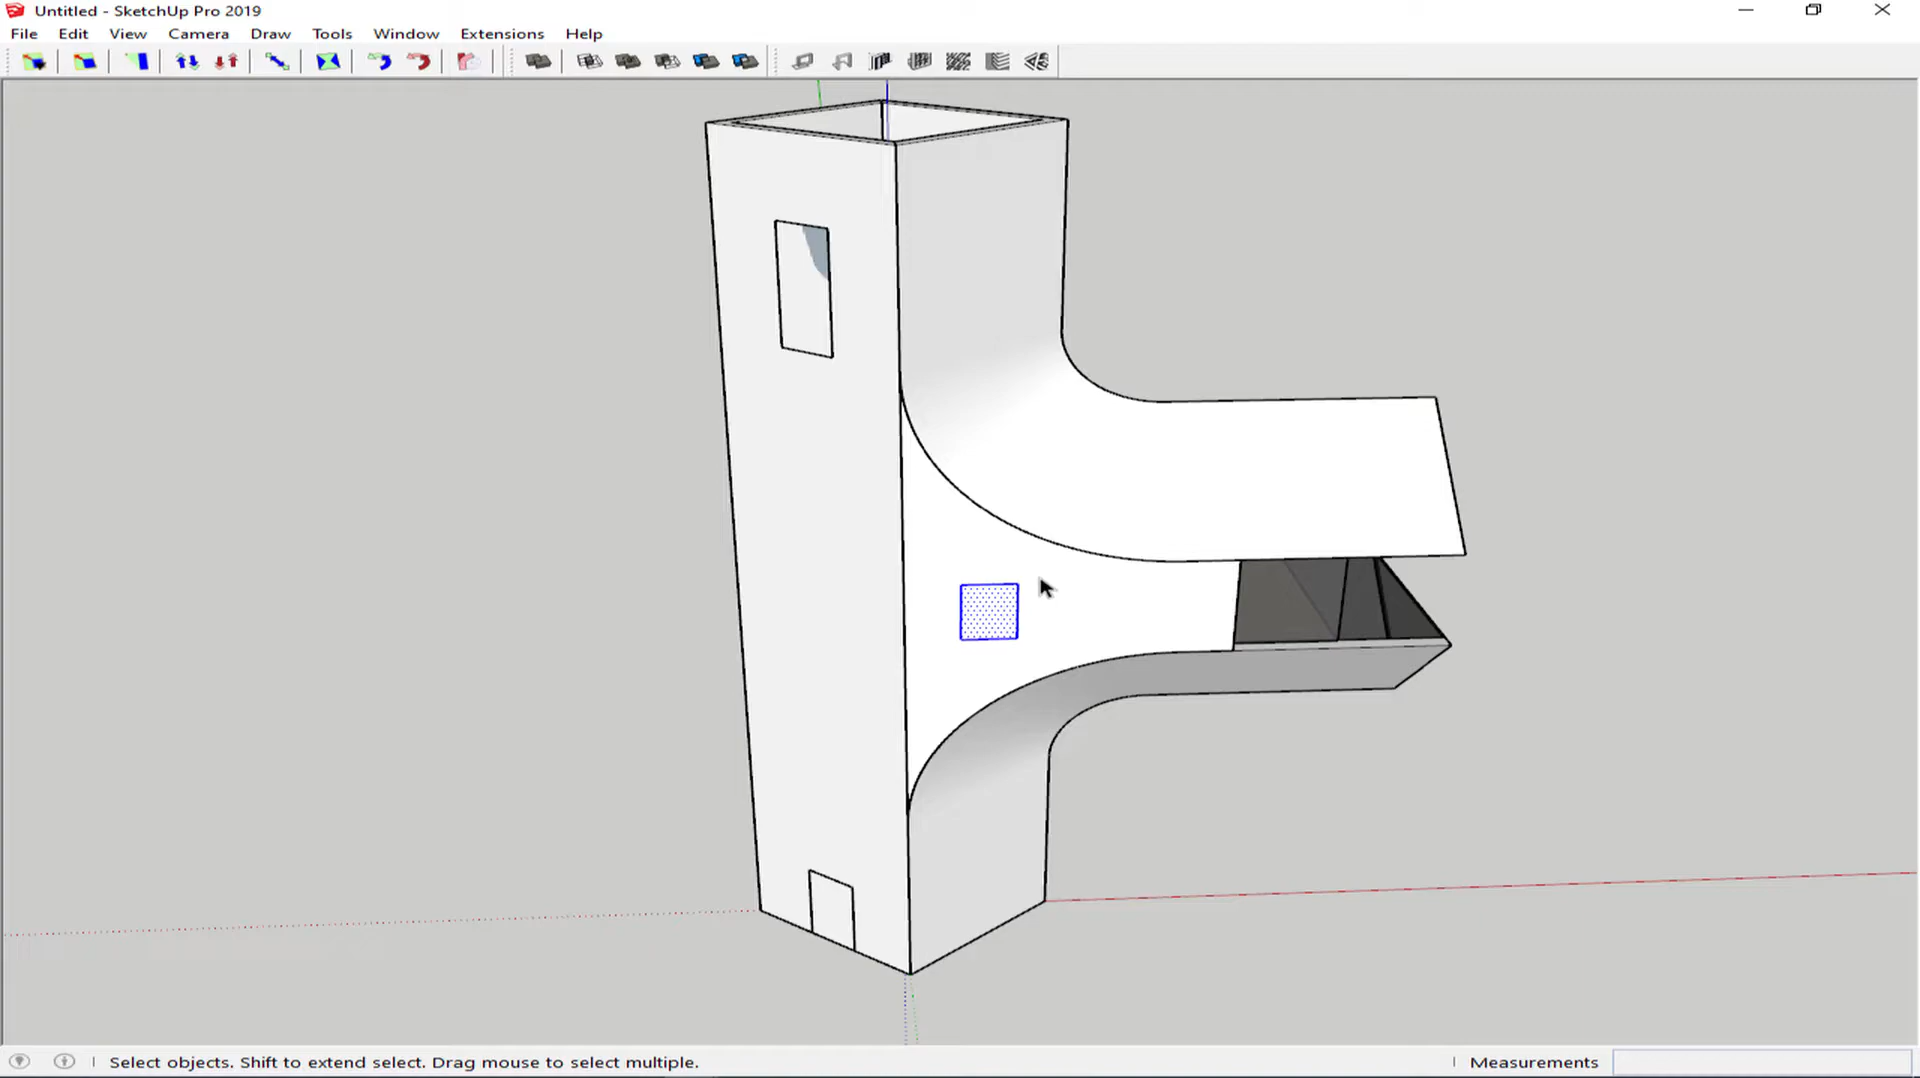 Untitled - SketchUp Pro 2019
File Edit View Camera Draw Tools Window Extensions Help
Select objects. Shift to extend select. Drag mouse to select multiple.
Measurements